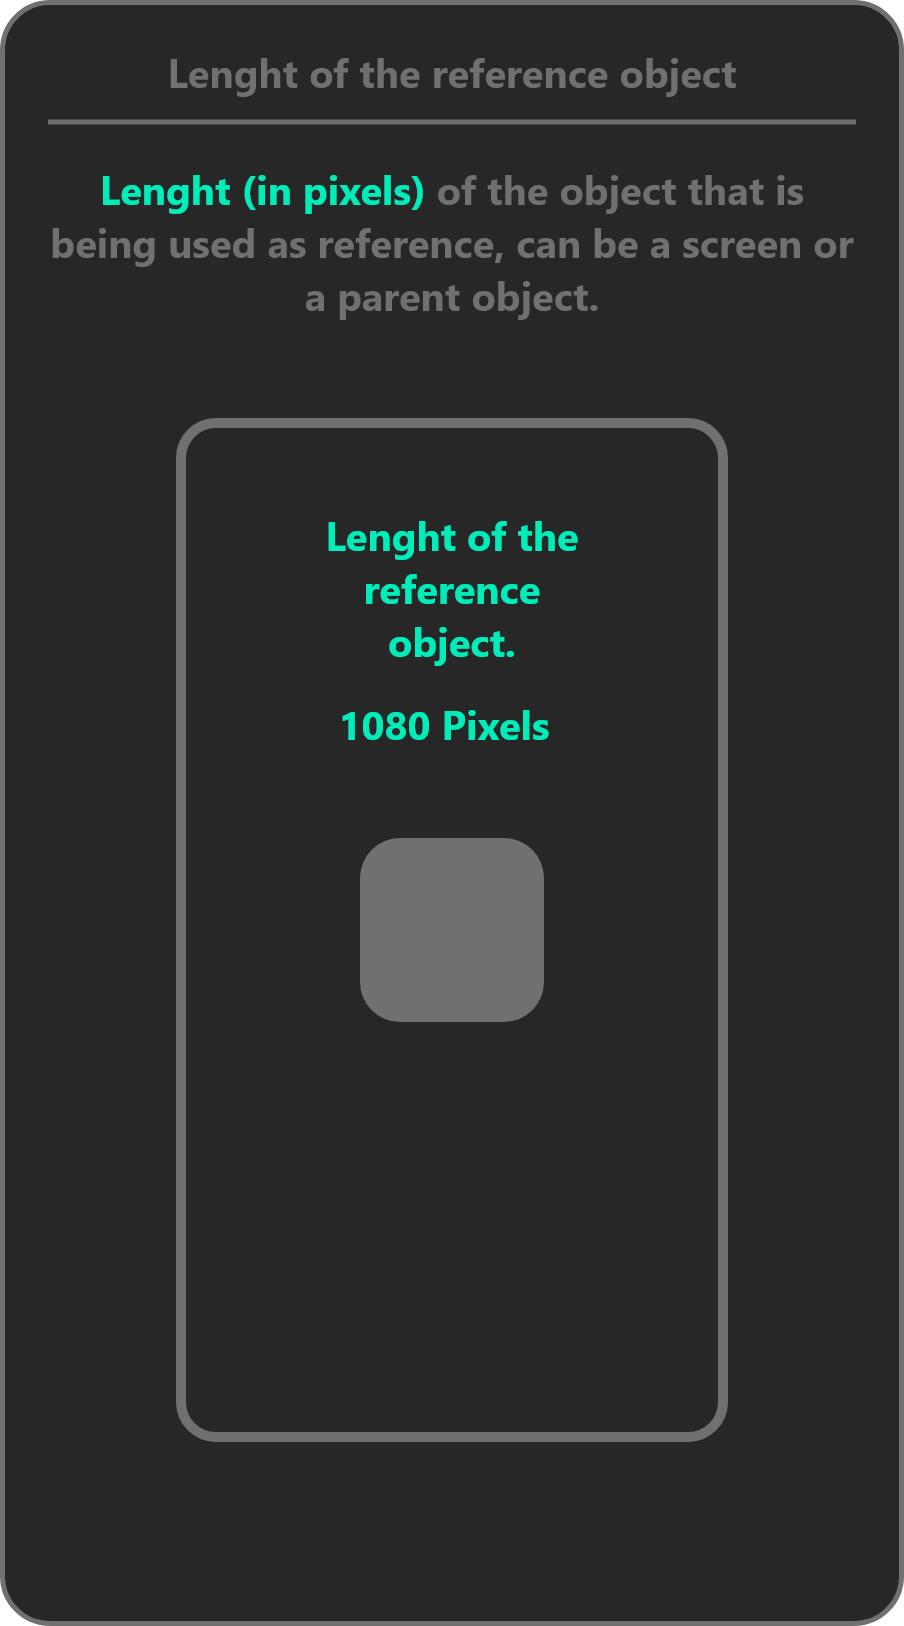 Lenght of the reference object
Lenght (in pixels) of the object that is
being used as reference, can be a screen or
a parent object.
Lenght of the
reference
object.
1080 Pixels